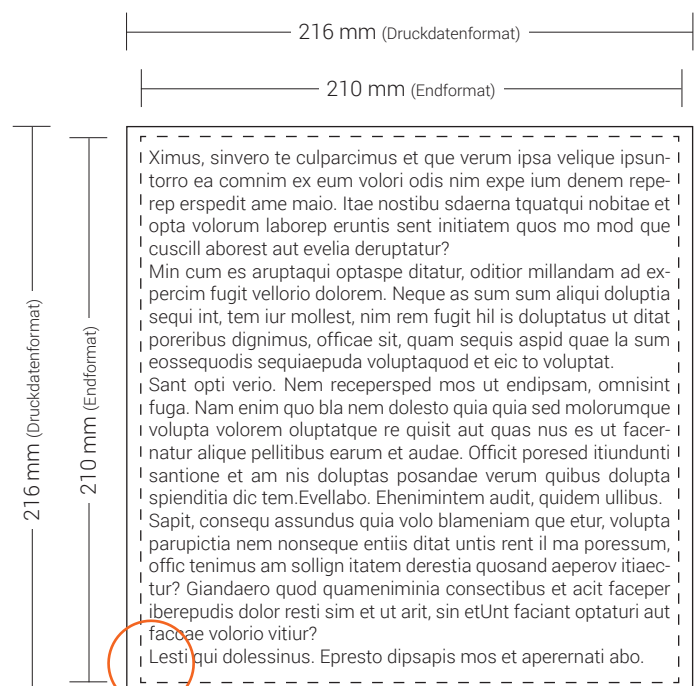 216 mm (Druckdatenformat)
210 mm (Endformat)
216 mm (Druckdatenformat)
210 mm (Endformat)
Ximus, sinvero te culparcimus et que verum ipsa velique ipsun-
torro ea comnim ex eum volori odis nim expe ium denem repe-
rep erspedit ame maio. Itae nostibu sdaerna tquatqui nobitae et
opta volorum laborep eruntis sent initiatem quos mo mod que
cuscill aborest aut evelia deruptatur?
Min cum es aruptaqui optaspe ditatur, oditior millandam ad ex-
percim fugit vellorio dolorem. Neque as sum sum aliqui doluptia
sequi int, tem iur mollest, nim rem fugit hil is doluptatus ut ditat
poreribus dignimus, officae sit, quam sequis aspid quae la sum
eossequodis sequiaepuda voluptaquod et eic to voluptat.
Sant opti verio. Nem recepersped mos ut endipsam, omnisint
fuga. Nam enim quo bla nem dolesto quia quia sed molorumque
volupta volorem oluptatque re quisit aut quas nus es ut facer-
natur alique pellitibus earum et audae. Officit poresed itiundunti
santione et am nis doluptas posandae verum quibus dolupta
spienditia dic tem.Evellabo. Ehenimintem audit, quidem ullibus.
Sapit, consequ assundus quia volo blameniam que etur, volupta
parupictia nem nonseque entiis ditat untis rent il ma poressum,
offic tenimus am sollign itatem derestia quosand aeperov itiaec-
tur? Giandaero quod quameniminia consectibus et acit faceper
iberepudis dolor resti sim et ut arit, sin etUnt faciant optaturi aut
faccae volorio vitiur?
Lesti qui dolessinus. Epresto dipsapis mos et aperernati abo.